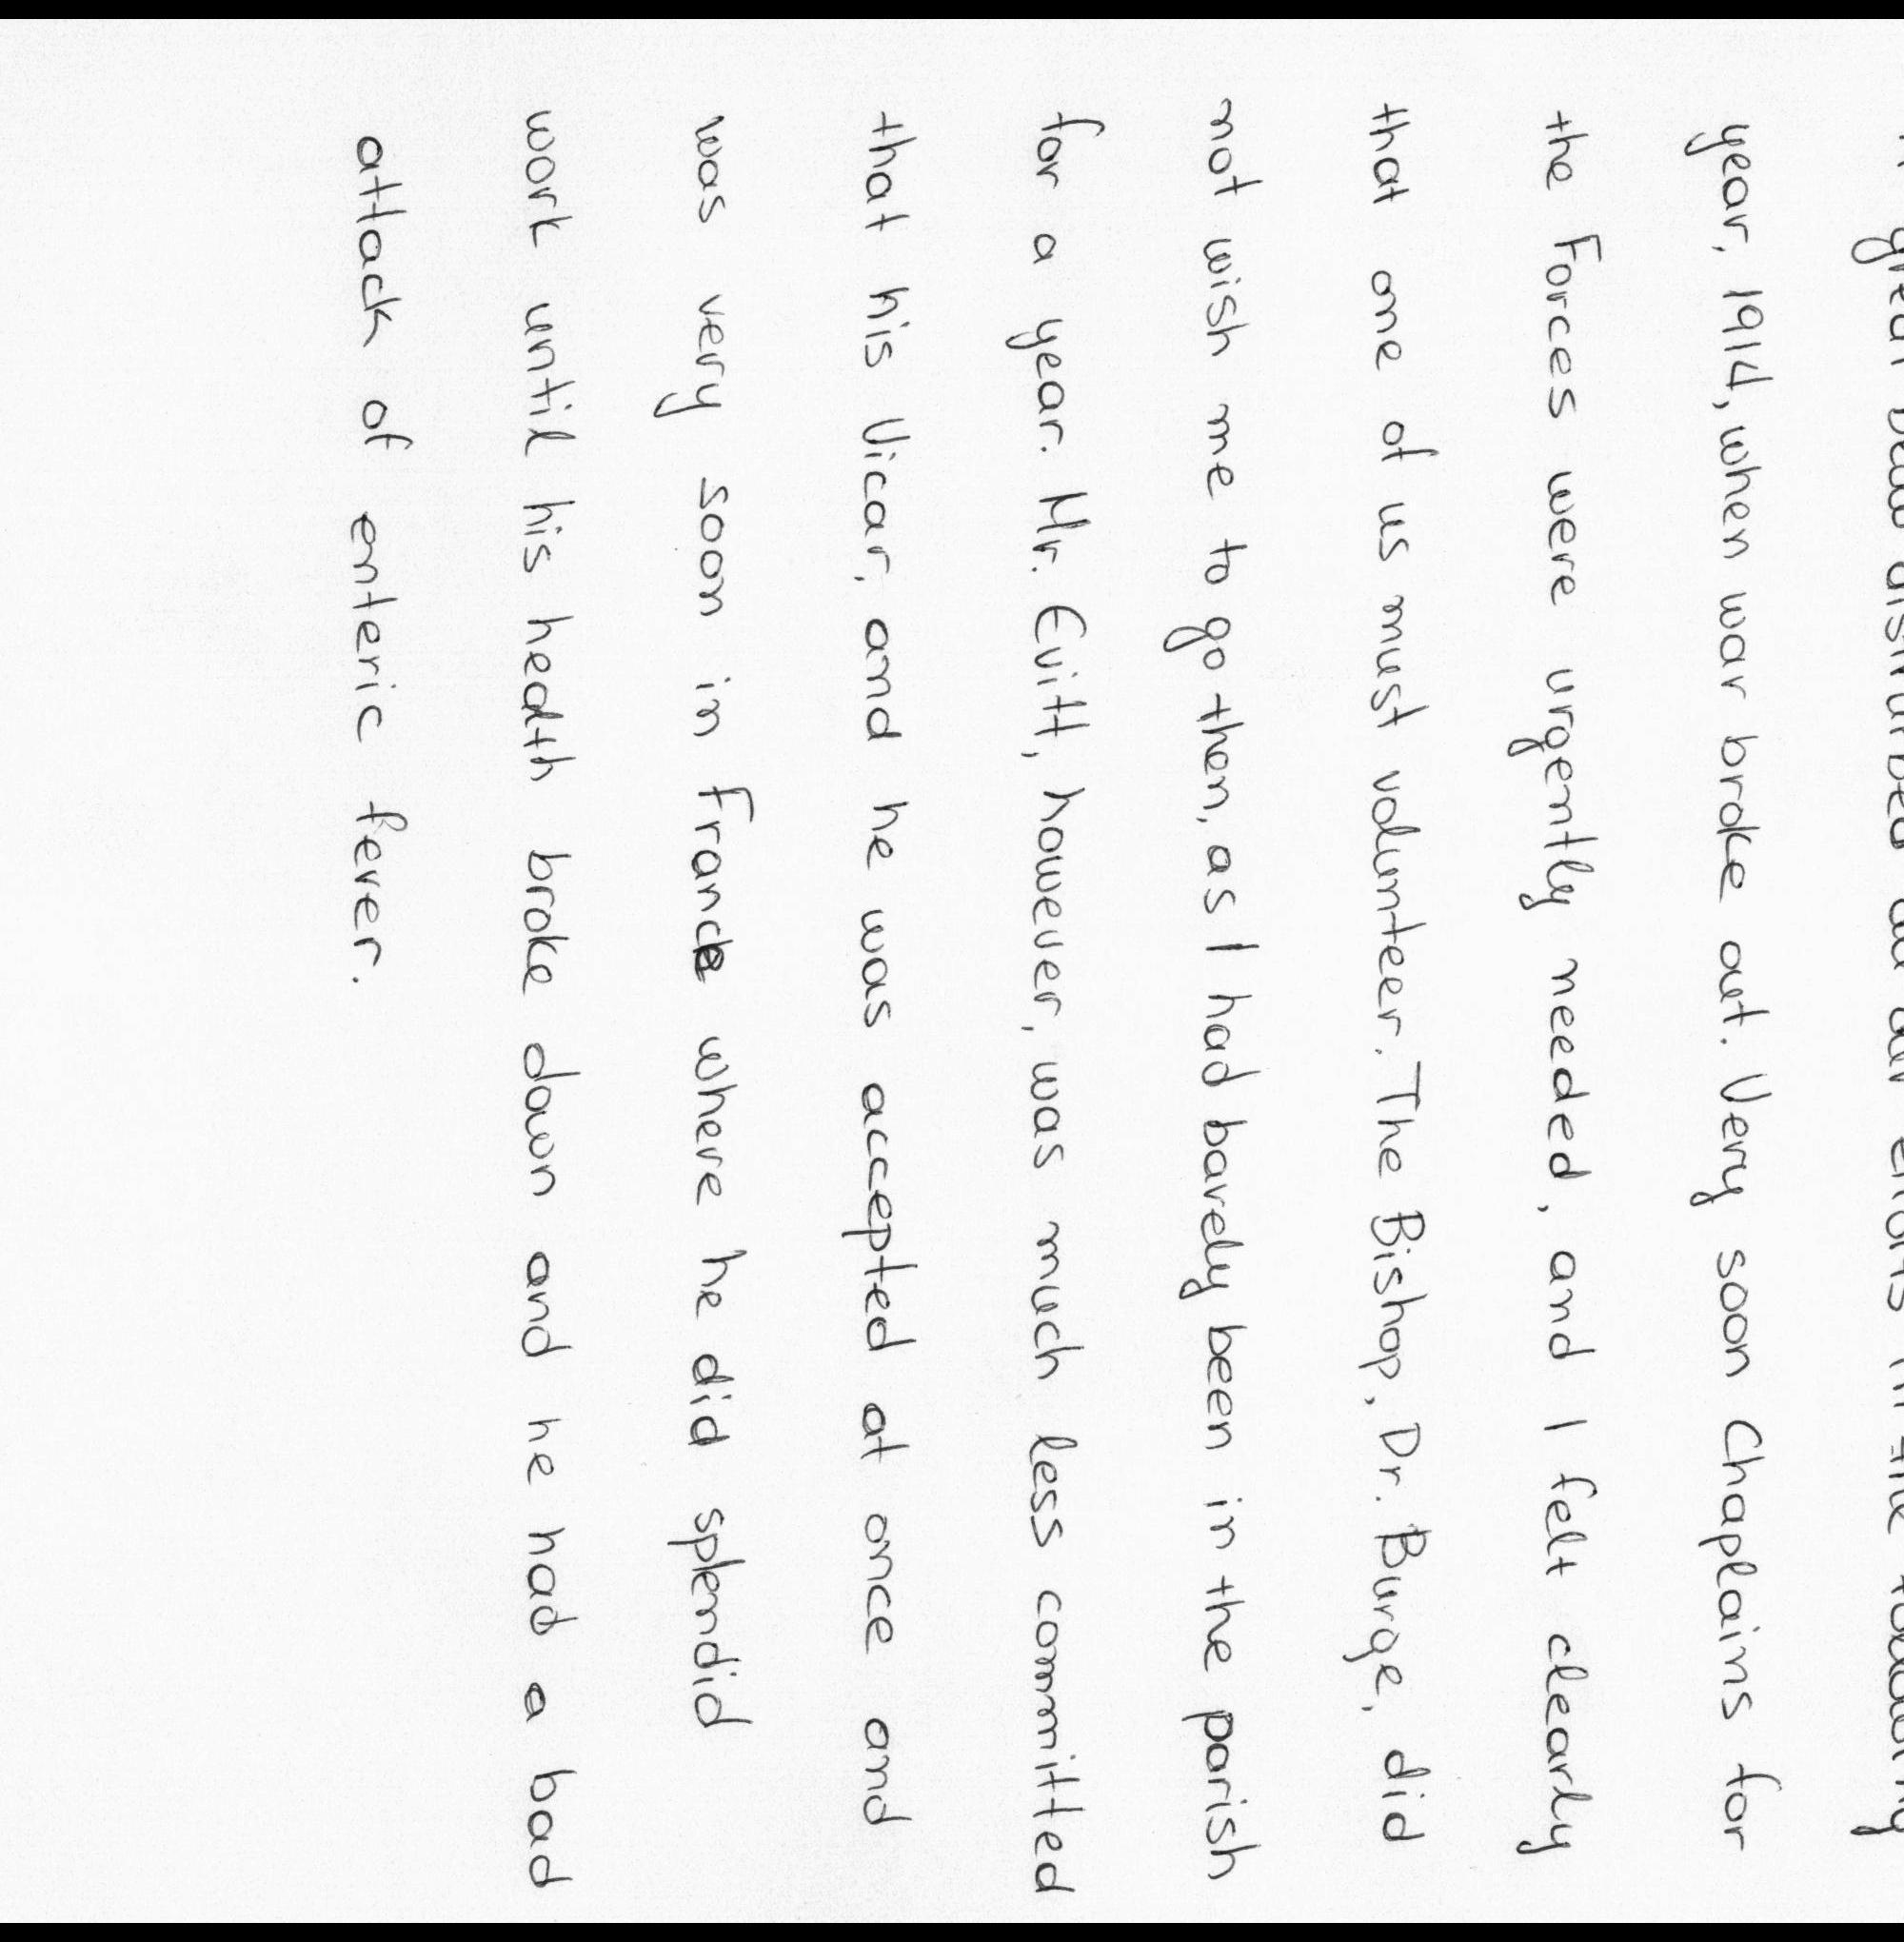 A great blow disturbed all our efforts in the following
year, 1914, when war broke out. Very soon Chaplains for
the Forces were urgently needed, and I felt clearly
that one of us must volunteer. The Bishop, Dr. Burge, did
not wish me to go then, as I had barely been in the parish
for a year. Mr. Evitt, however, was much less committed
that his Vicar, and he was accepted at once and
was very soon in France where he did splendid
work until his health broke down and he had a bad
attack of enteric fever.